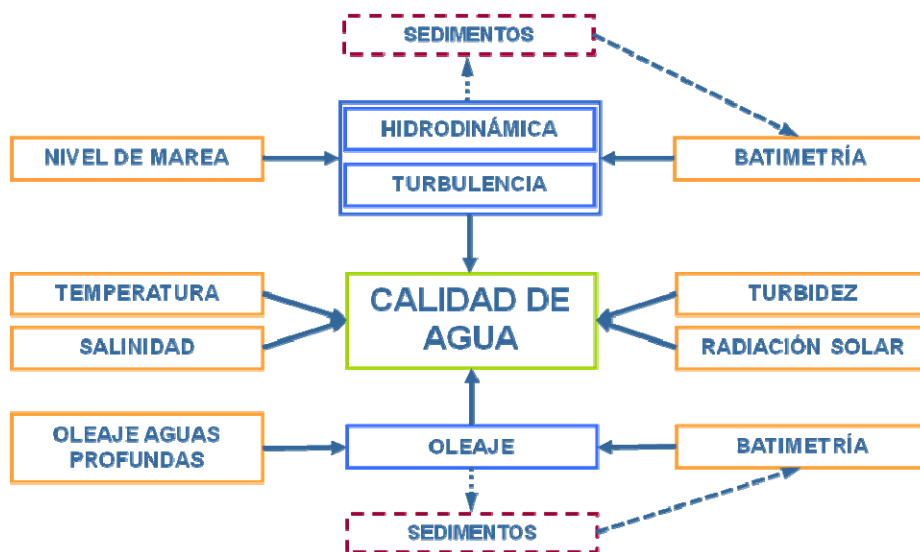 SEDIMENTOS
HIDRODINÁMICA
NIVEL DE MAREA
BATIMETRÍA
TURBULENCIA
TEMPERATURA
CALIDAD DE
AGUA
TURBIDEZ
SALINIDAD
RADIACIÓN SOLAR
OLEAJE AGUAS
PROFUNDAS
OLEAJE
BATIMETRÍA
SEDIMENTOS